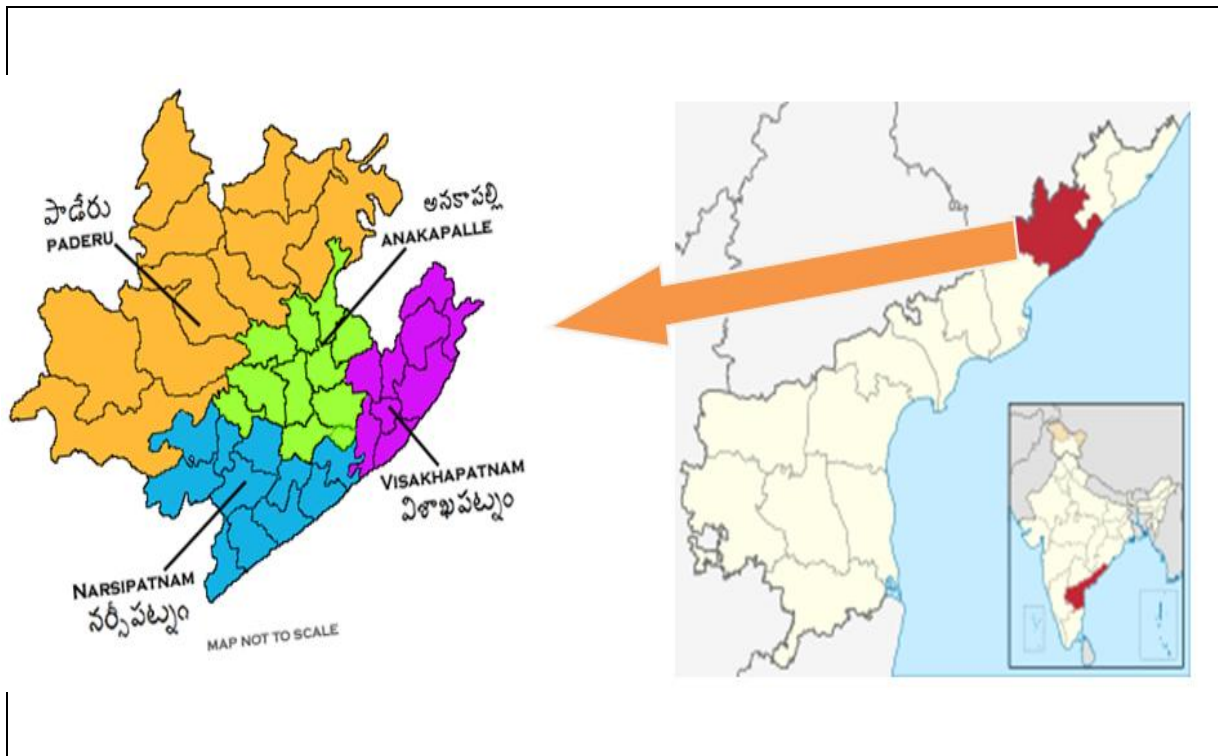 పాడేరు
PADERU
అనకాపల్లి
ANAKAPALLE
VISAKHAPATNAM
విశాఖపట్నం
NARSIPATNAM
నర్సీపట్నం
MAP NOT TO SCALE